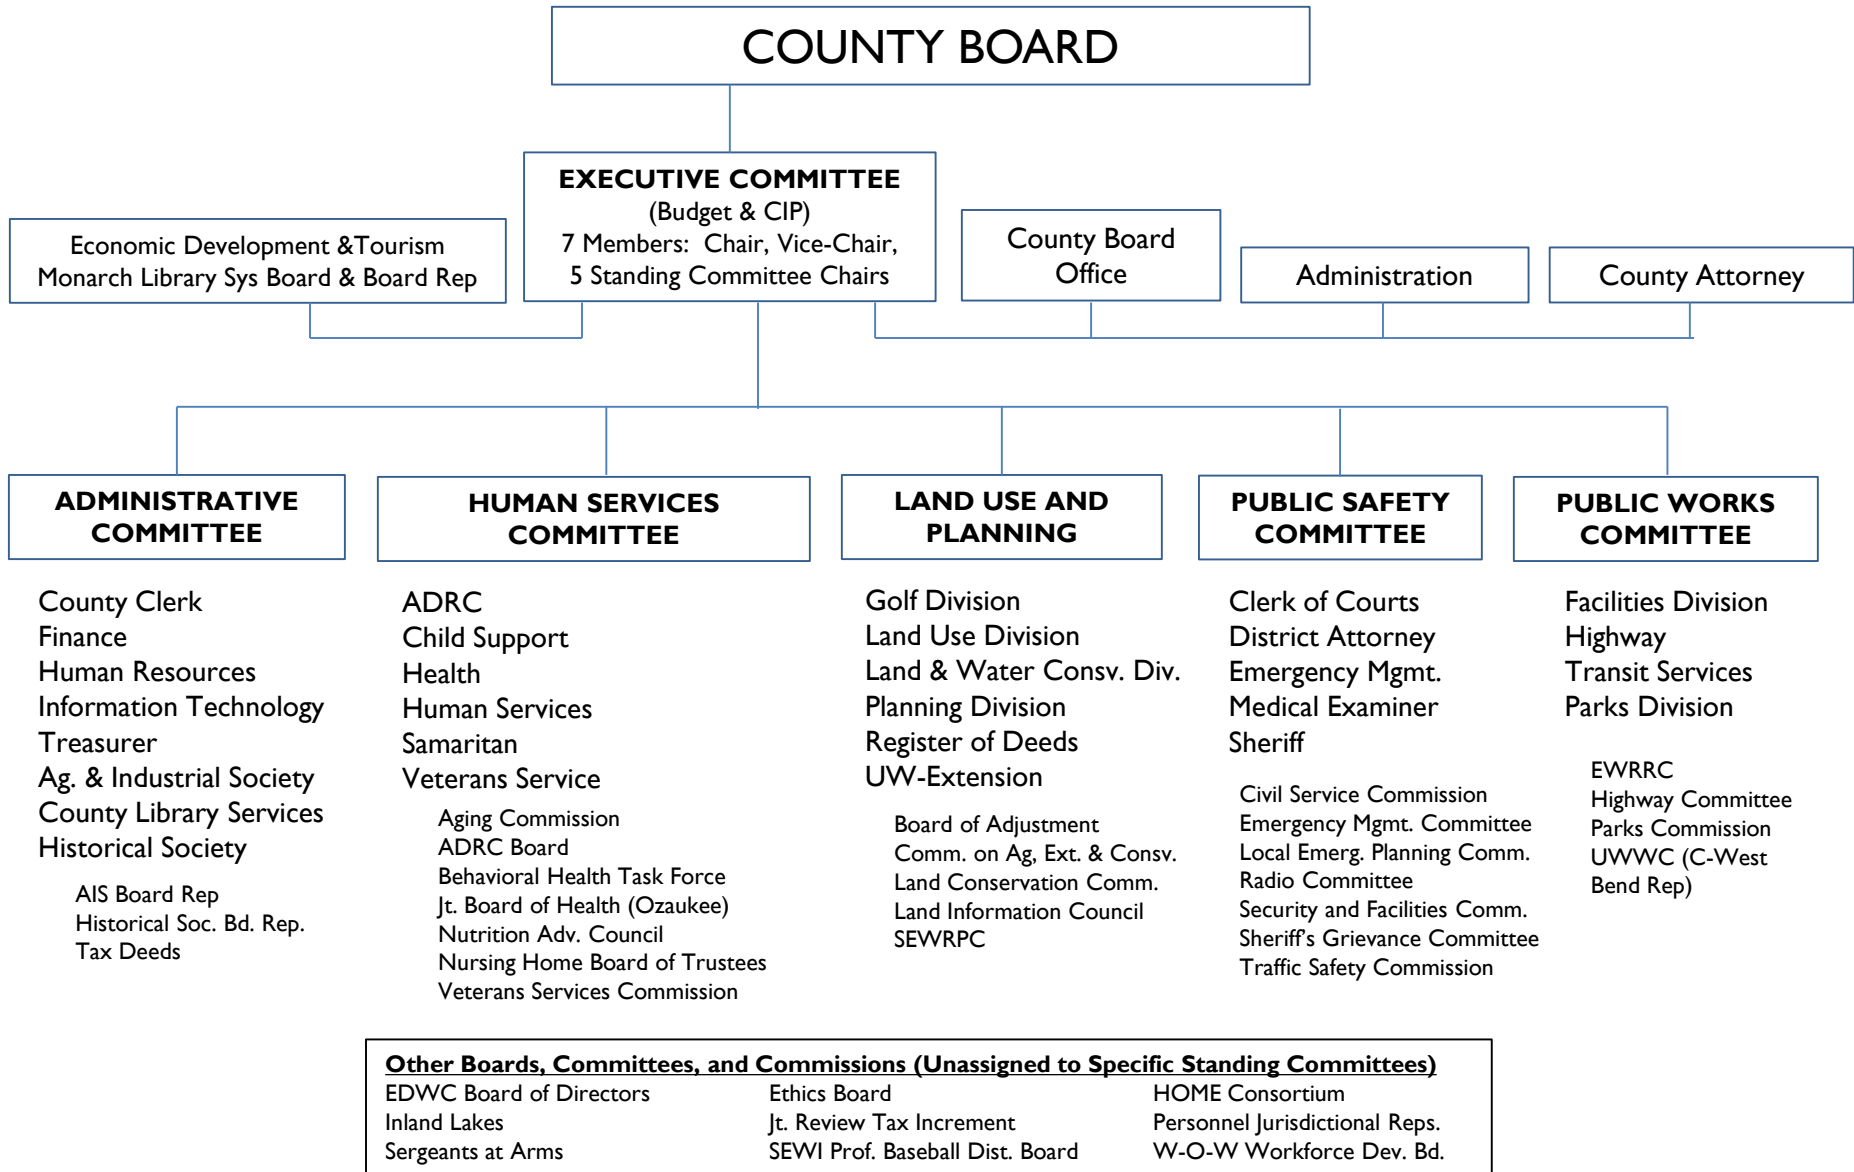 COUNTY BOARD
EXECUTIVE COMMITTEE
(Budget & CIP)
7 Members: Chair, Vice-Chair,
5 Standing Committee Chairs
Economic Development &Tourism
Monarch Library Sys Board & Board Rep
County Board
Office
Administration
County Attorney
ADMINISTRATIVE
COMMITTEE
County Clerk
Finance
Human Resources
Information Technology
Treasurer
Ag. & Industrial Society
County Library Services
Historical Society
AIS Board Rep
Historical Soc. Bd. Rep.
Tax Deeds
HUMAN SERVICES
COMMITTEE
ADRC
Child Support
Health
Human Services
Samaritan
Veterans Service
Aging Commission
ADRC Board
Behavioral Health Task Force
Jt. Board of Health (Ozaukee)
Nutrition Adv. Council
Nursing Home Board of Trustees
Veterans Services Commission
LAND USE AND
PLANNING
Golf Division
Land Use Division
Land & Water Consv. Div.
Planning Division
Register of Deeds
UW-Extension
Board of Adjustment
Comm. on Ag, Ext. & Consv.
Land Conservation Comm.
Land Information Council
SEWRPC
PUBLIC SAFETY
COMMITTEE
Clerk of Courts
District Attorney
Emergency Mgmt.
Medical Examiner
Sheriff
Civil Service Commission
Emergency Mgmt. Committee
Local Emerg. Planning Comm.
Radio Committee
Security and Facilities Comm.
Sheriff's Grievance Committee
Traffic Safety Commission
PUBLIC WORKS
COMMITTEE
Facilities Division
Highway
Transit Services
Parks Division
EWRRC
Highway Committee
Parks Commission
UWWC (C-West
Bend Rep)
Other Boards, Committees, and Commissions (Unassigned to Specific Standing Committees)
EDWC Board of Directors
Inland Lakes
Sergeants at Arms
Ethics Board
Jt. Review Tax Increment
SEWI Prof. Baseball Dist. Board
HOME Consortium
Personnel Jurisdictional Reps.
W-O-W Workforce Dev. Bd.